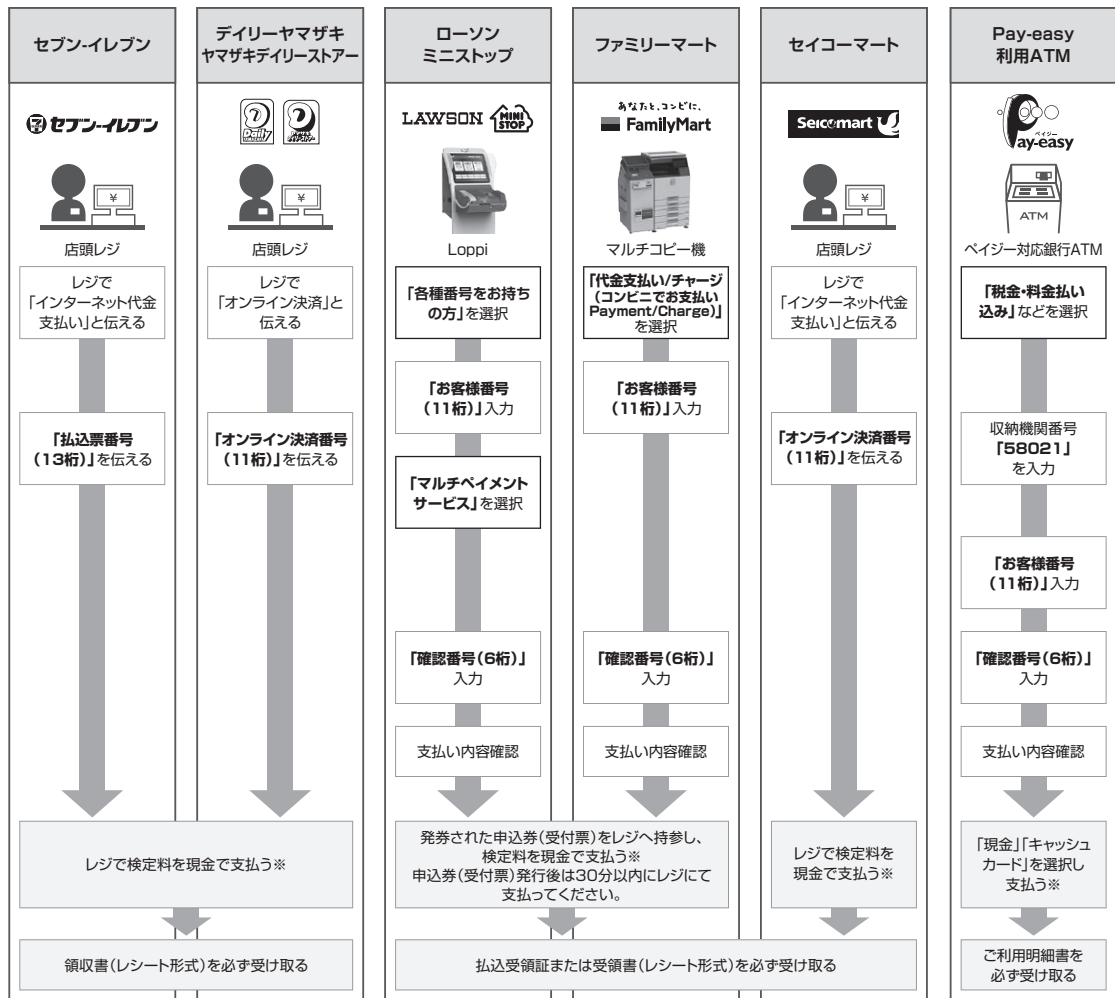 セブン-イレブン
セブン-イレブン
店頭レジ
レジで
「インターネット代金
支払い」と伝える
「払込票番号
(13桁)」を伝える
デイリーヤマザキ
ヤマザキデイリーストアー
Daily
店頭レジ
レジで
「オンライン決済」と
伝える
「オンライン決済番号
(11桁)」を伝える
レジで検定料を現金で支払う※
領収書(レシート形式)を必ず受け取る
ローソン
ミニストップ
LAWSON
MINI
STOP
Loppi
「各種番号をお持ち
の方」を選択
「お客様番号
(11桁)」入力
「マルチペイメント
サービス」を選択
「確認番号(6桁)」
入力
支払い内容確認
ファミリーマート
あなたと、コンビに、
FamilyMart
マルチコピー機
「代金支払い/チャージ
(コンビニでお支払い
Payment/Charge)」
を選択
「お客様番号
(11桁)」入力
「確認番号(6桁)」
入力
支払い内容確認
発券された申込券(受付票)をレジへ持参し、
検定料を現金で支払う※
申込券(受付票)発行後は30分以内にレジにて
支払ってください。
セイコーマート
Seicomart
店頭レジ
レジで
「インターネット代金
支払い」と伝える
「オンライン決済番号
(11桁)」を伝える
レジで検定料を
現金で支払う※
払込受領証または受領書(レシート形式)を必ず受け取る
Pay-easy
利用ATM
ペイジー
Pay-easy
ATM
ペイジー対応銀行ATM
「税金・料金払い
込み」などを選択
収納機関番号
「58021」
を入力
「お客様番号
(11桁)」入力
「確認番号(6桁)」
入力
支払い内容確認
「現金」「キャッシュ
カード」を選択し
支払う※
ご利用明細書を
必ず受け取る